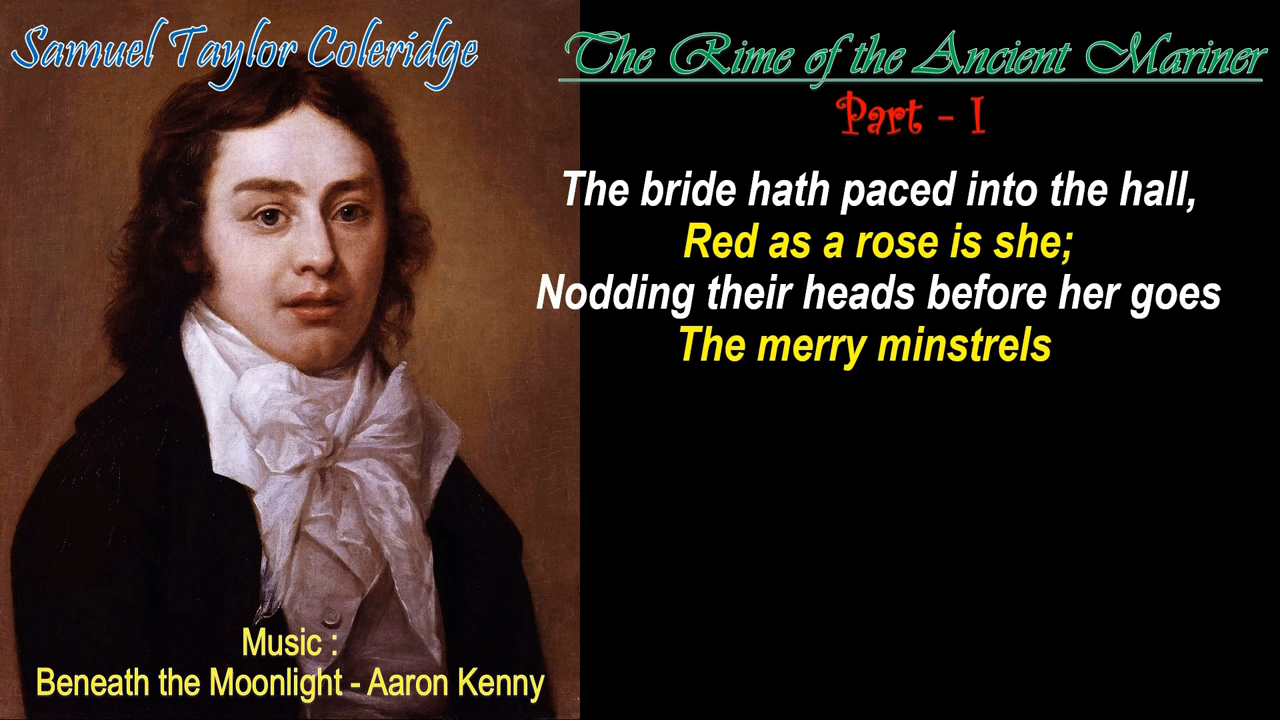 Samuel Taylor Coleridge
The Rime of the Ancient Mariner
Part - I
The bride hath paced into the hall,
Red as a rose is she;
Nodding their heads before her goes
The merry minstrels
Music :
Beneath the Moonlight - Aaron Kenny